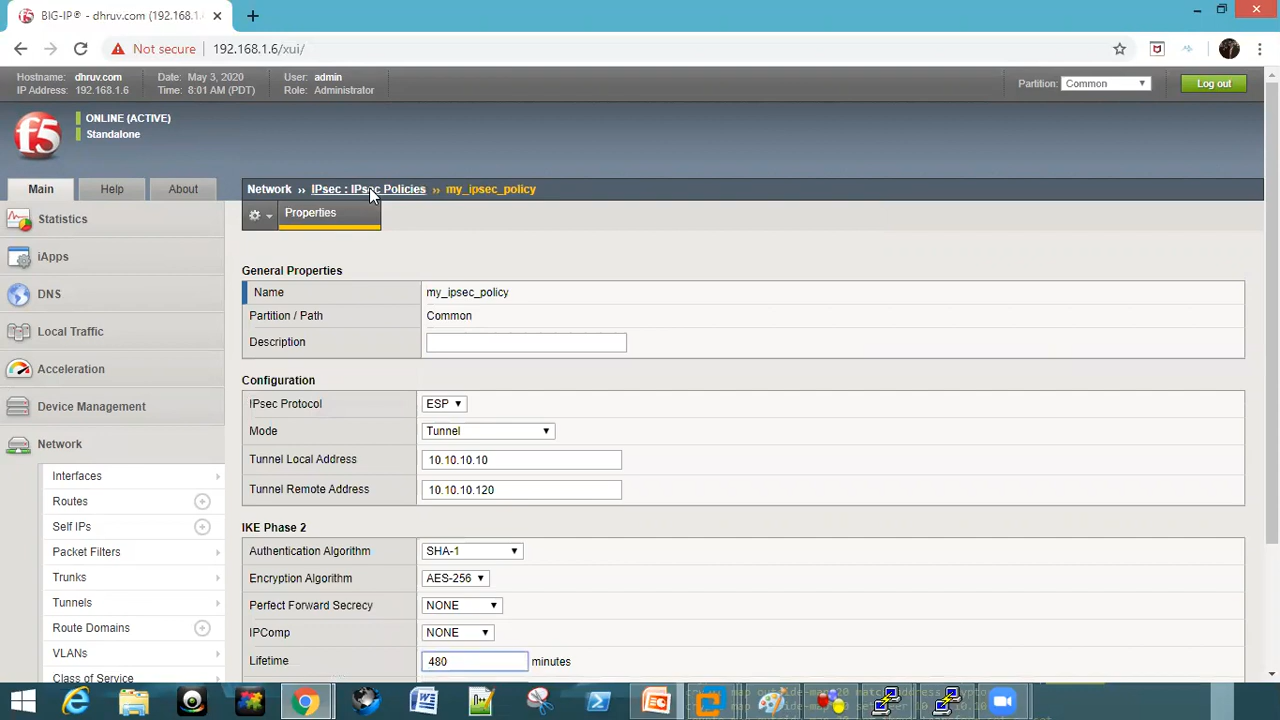 BIG-IP® - dhruv.com (192.168.1.
Not secure 192.168.1.6/xui/
Hostname: dhruv.com Date: May 3, 2020 User: admin
IP Address: 192.168.1.6 Time: 8:01 AM (PDT) Role: Administrator
Partition: Common Log out
f5 ONLINE (ACTIVE)
Standalone
Main Help About
Network ›› IPsec : IPsec Policies ›› my_ipsec_policy
Properties
Statistics
iApps
DNS
Local Traffic
Acceleration
Device Management
Network
Interfaces
Routes
Self IPs
Packet Filters
Trunks
Tunnels
Route Domains
VLANs
Class of Service
General Properties
Name my_ipsec_policy
Partition / Path Common
Description
Configuration
IPsec Protocol ESP
Mode Tunnel
Tunnel Local Address 10.10.10.10
Tunnel Remote Address 10.10.10.120
IKE Phase 2
Authentication Algorithm SHA-1
Encryption Algorithm AES-256
Perfect Forward Secrecy NONE
IPComp NONE
Lifetime 480 minutes